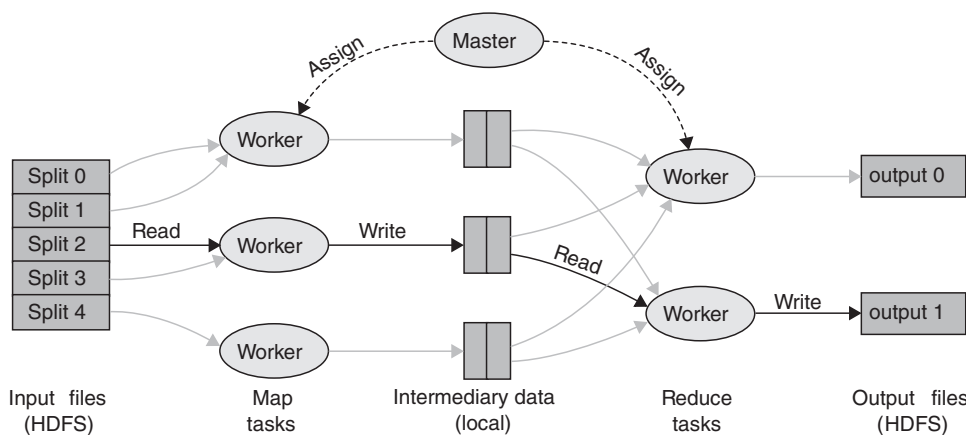 Master
Assign
Assign
Worker
Split 0
Worker
output 0
Split 1
Split 2
Read
Worker
Write
Read
Split 3
Split 4
Worker
Write
output 1
Worker
Input files
(HDFS)
Map
tasks
Intermediary data
(local)
Reduce
tasks
Output files
(HDFS)